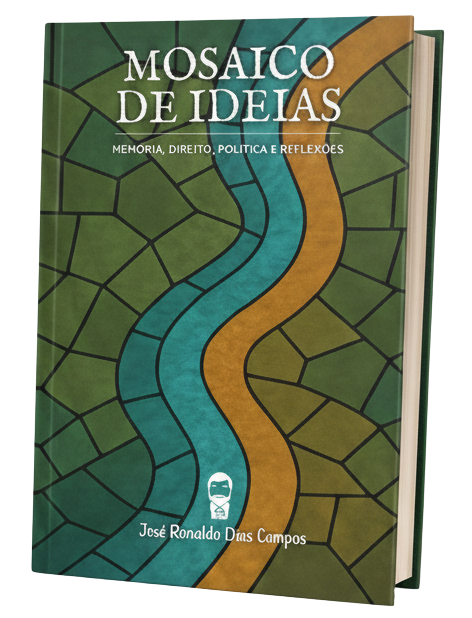 MOSAICO
DE IDEIAS
MEMÓRIA, DIREITO, POLÍTICA E REFLEXÕES
José Ronaldo Dias Campos